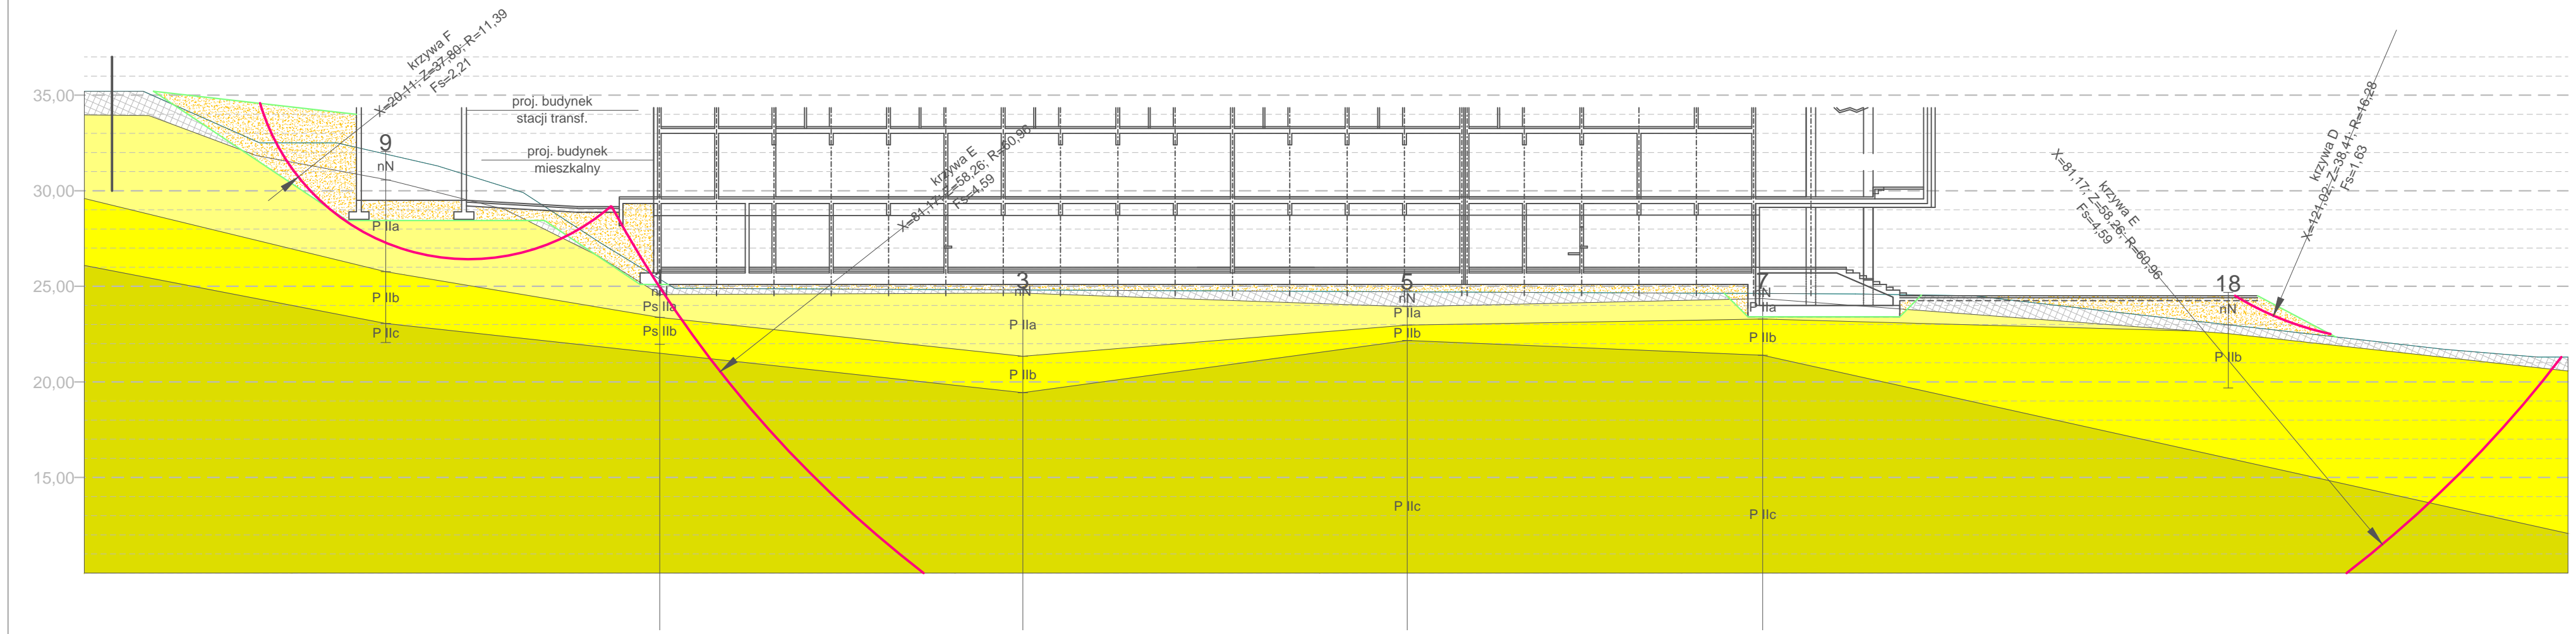 krzywa F
X=20,11; Z=37,80; R=11,39
Fs=2,21
35,00
30,00
25,00
20,00
15,00
proj. budynek
stacji transf.
proj. budynek
mieszkalny
9
nN
P IIa
P IIb
P IIc
1
nN
Ps IIa
Ps IIb
krzywa E
X=81,17; Z=58,26; R=60,96
Fs=4,59
3
nN
P IIa
P IIb
5
nN
P IIa
P IIb
P IIc
7
nN
P IIa
P IIb
P IIc
krzywa E
X=81,17; Z=58,26; R=60,96
Fs=4,59
18
nN
P IIb
krzywa D
X=121,02; Z=38,41; R=16,28
Fs=1,63